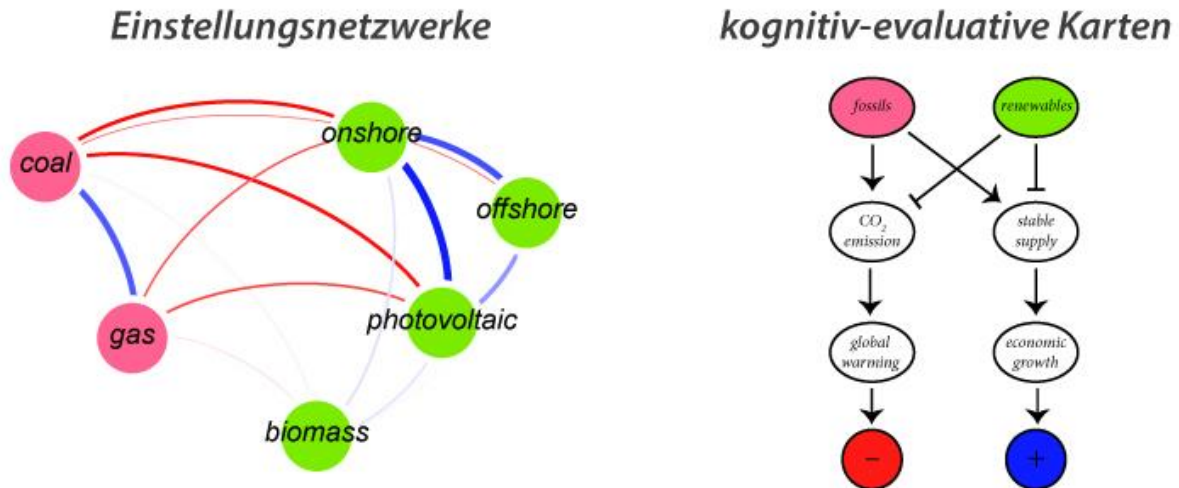 Einstellungsnetzwerke
coal
onshore
offshore
gas
photovoltaic
biomass
kognitiv-evaluative Karten
fossils
renewables
CO₂
emission
stable
supply
global
warming
economic
growth
−
+